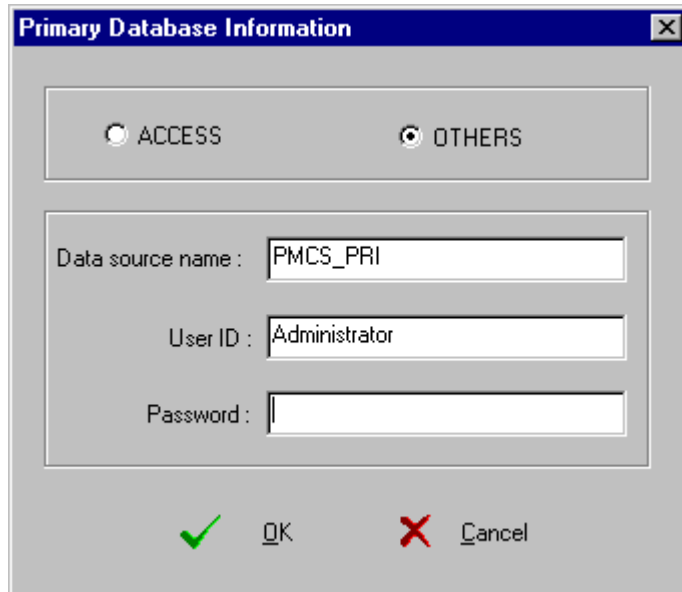 Primary Database Information
ACCESS OTHERS
Data source name : PMCS_PRI
User ID : Administrator
Password :
OK Cancel